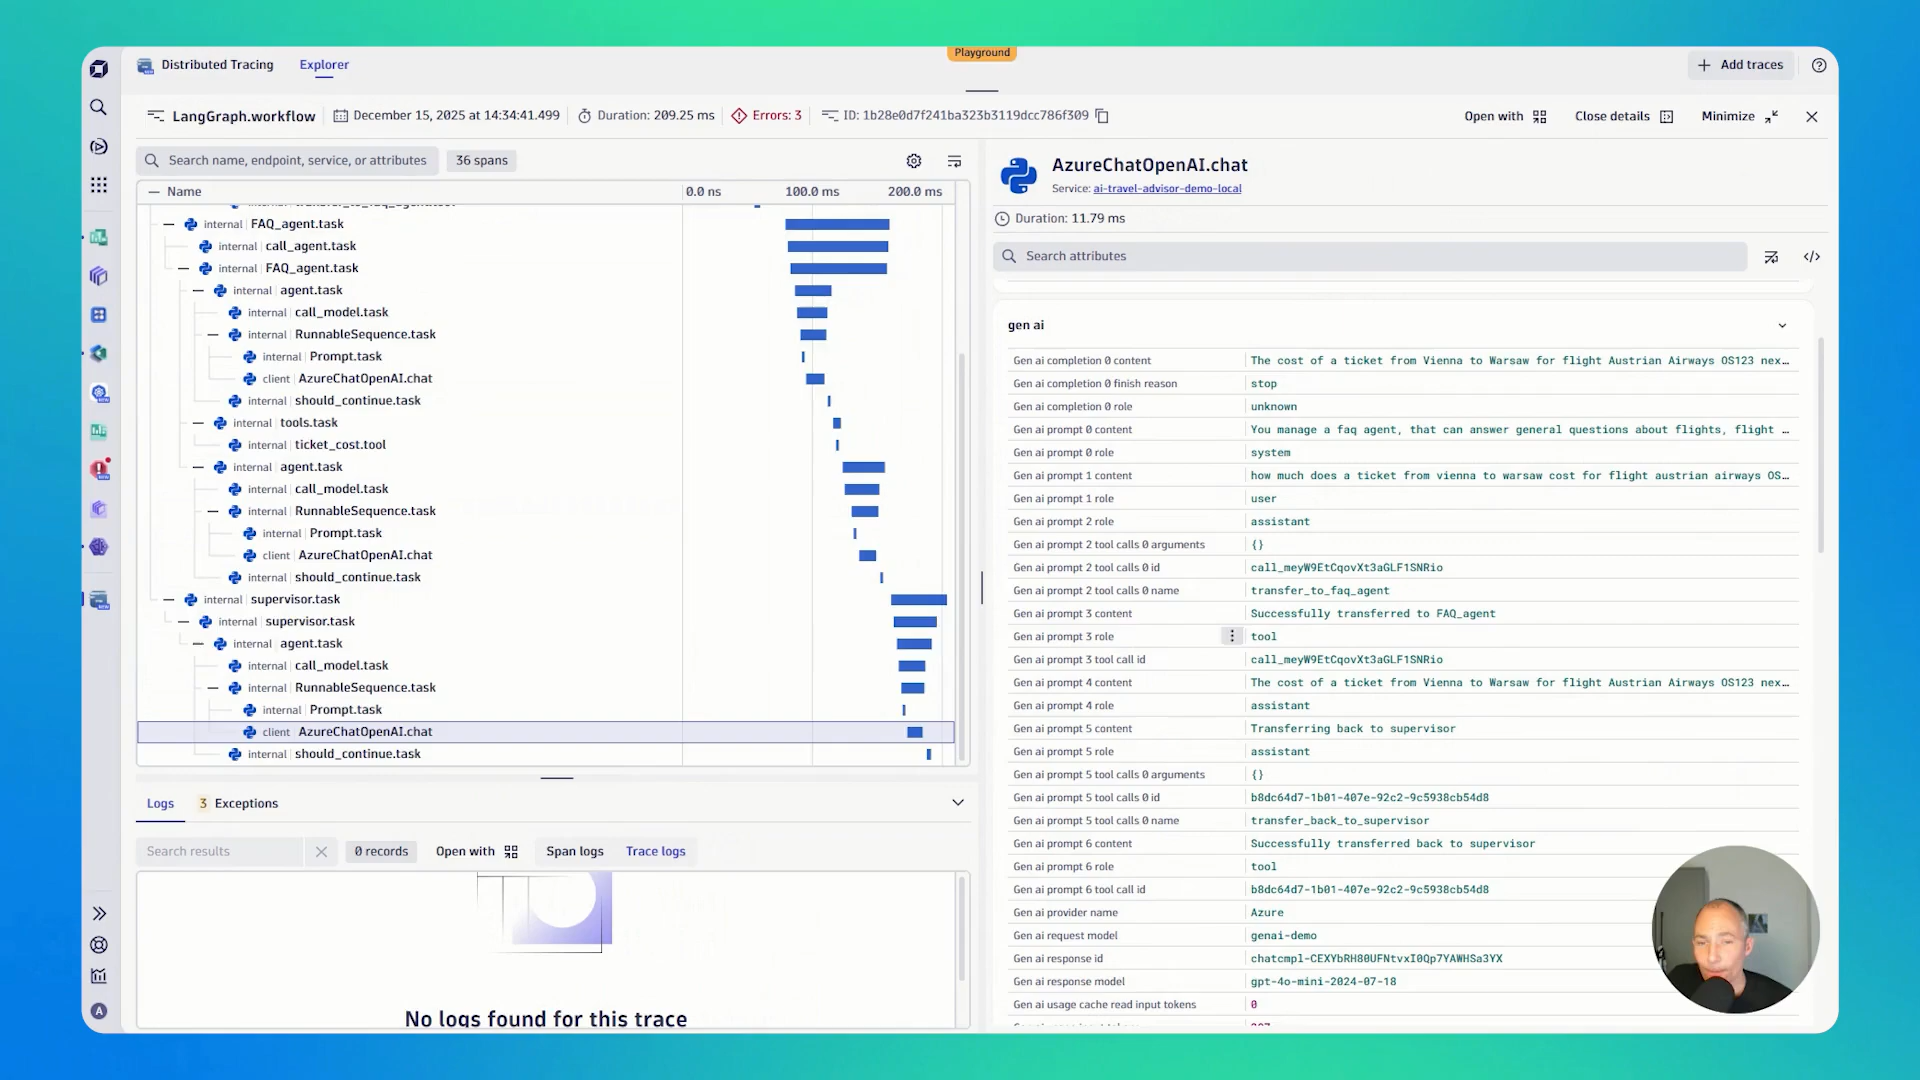 Playground
Distributed Tracing
Explorer
Add traces
LangGraph.workflow
December 15, 2025 at 14:34:41.499
Duration: 209.25 ms
Errors: 3
ID: 1b28e0d7f241ba323b3119dcc786f309
Open with
Close details
Minimize
Search name, endpoint, service, or attributes
36 spans
Name
0.0 ns
100.0 ms
200.0 ms
internal FAQ_agent.task
internal call_agent.task
internal FAQ_agent.task
internal agent.task
internal call_model.task
internal RunnableSequence.task
internal Prompt.task
client AzureChatOpenAI.chat
internal should_continue.task
internal tools.task
internal ticket_cost.tool
internal agent.task
internal call_model.task
internal RunnableSequence.task
internal Prompt.task
client AzureChatOpenAI.chat
internal should_continue.task
internal supervisor.task
internal supervisor.task
internal agent.task
internal call_model.task
internal RunnableSequence.task
internal Prompt.task
client AzureChatOpenAI.chat
internal should_continue.task
Logs
3 Exceptions
Search results
0 records
Open with
Span logs
Trace logs
No logs found for this trace
AzureChatOpenAI.chat
Service: ai-travel-advisor-demo-local
Duration: 11.79 ms
Search attributes
gen ai
Gen ai completion 0 content The cost of a ticket from Vienna to Warsaw for flight Austrian Airways OS123 nex…
Gen ai completion 0 finish reason stop
Gen ai completion 0 role unknown
Gen ai prompt 0 content You manage a faq agent, that can answer general questions about flights, flight …
Gen ai prompt 0 role system
Gen ai prompt 1 content how much does a ticket from vienna to warsaw cost for flight austrian airways OS…
Gen ai prompt 1 role user
Gen ai prompt 2 role assistant
Gen ai prompt 2 tool calls 0 arguments {}
Gen ai prompt 2 tool calls 0 id call_meyW9EtCqovXt3aGLF1SNRio
Gen ai prompt 2 tool calls 0 name transfer_to_faq_agent
Gen ai prompt 3 content Successfully transferred to FAQ_agent
Gen ai prompt 3 role tool
Gen ai prompt 3 tool call id call_meyW9EtCqovXt3aGLF1SNRio
Gen ai prompt 4 content The cost of a ticket from Vienna to Warsaw for flight Austrian Airways OS123 nex…
Gen ai prompt 4 role assistant
Gen ai prompt 5 content Transferring back to supervisor
Gen ai prompt 5 role assistant
Gen ai prompt 5 tool calls 0 arguments {}
Gen ai prompt 5 tool calls 0 id b8dc64d7-1b01-407e-92c2-9c5938cb54d8
Gen ai prompt 5 tool calls 0 name transfer_back_to_supervisor
Gen ai prompt 6 content Successfully transferred back to supervisor
Gen ai prompt 6 role tool
Gen ai prompt 6 tool call id b8dc64d7-1b01-407e-92c2-9c5938cb54d8
Gen ai provider name Azure
Gen ai request model genai-demo
Gen ai response id chatcmpl-CEXYbRH80UFNtvxI0Qp7YAWHSa3YX
Gen ai response model gpt-4o-mini-2024-07-18
Gen ai usage cache read input tokens 0